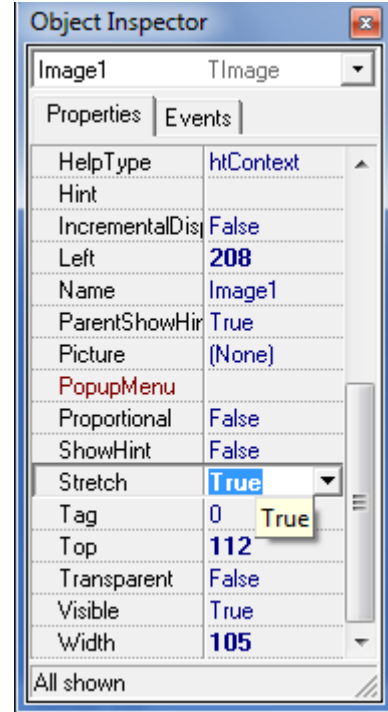 Object Inspector
Image1 TImage
Properties Events
HelpType htContext
Hint
IncrementalDisp False
Left 208
Name Image1
ParentShowHin True
Picture (None)
PopupMenu
Proportional False
ShowHint False
Stretch True
Tag 0
True
Top 112
Transparent False
Visible True
Width 105
All shown